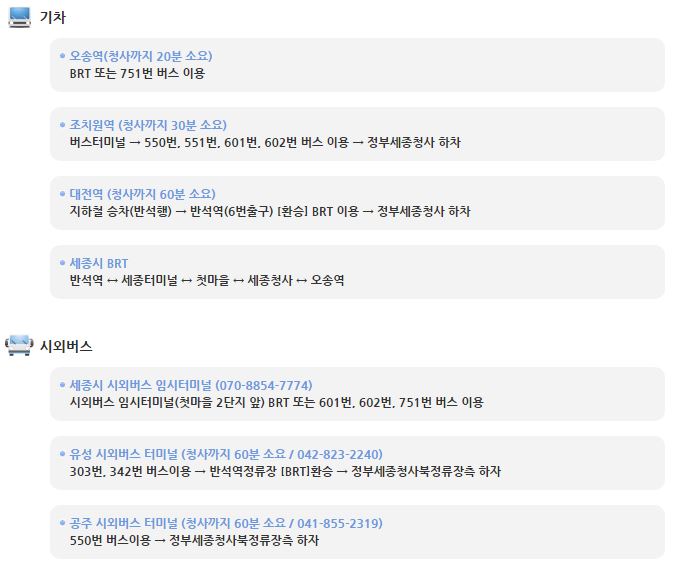 기차
오송역(청사까지 20분 소요)
BRT 또는 751번 버스 이용
조치원역 (청사까지 30분 소요)
버스터미널 → 550번, 551번, 601번, 602번 버스 이용 → 정부세종청사 하차
대전역 (청사까지 60분 소요)
지하철 승차(반석행) → 반석역(6번출구) [환승] BRT 이용 → 정부세종청사 하차
세종시 BRT
반석역 ↔ 세종터미널 ↔ 첫마을 ↔ 세종청사 ↔ 오송역
시외버스
세종시 시외버스 임시터미널 (070-8854-7774)
시외버스 임시터미널(첫마을 2단지 앞) BRT 또는 601번, 602번, 751번 버스 이용
유성 시외버스 터미널 (청사까지 60분 소요 / 042-823-2240)
303번, 342번 버스이용 → 반석역정류장 [BRT]환승 → 정부세종청사북정류장측 하자
공주 시외버스 터미널 (청사까지 60분 소요 / 041-855-2319)
550번 버스이용 → 정부세종청사북정류장측 하자